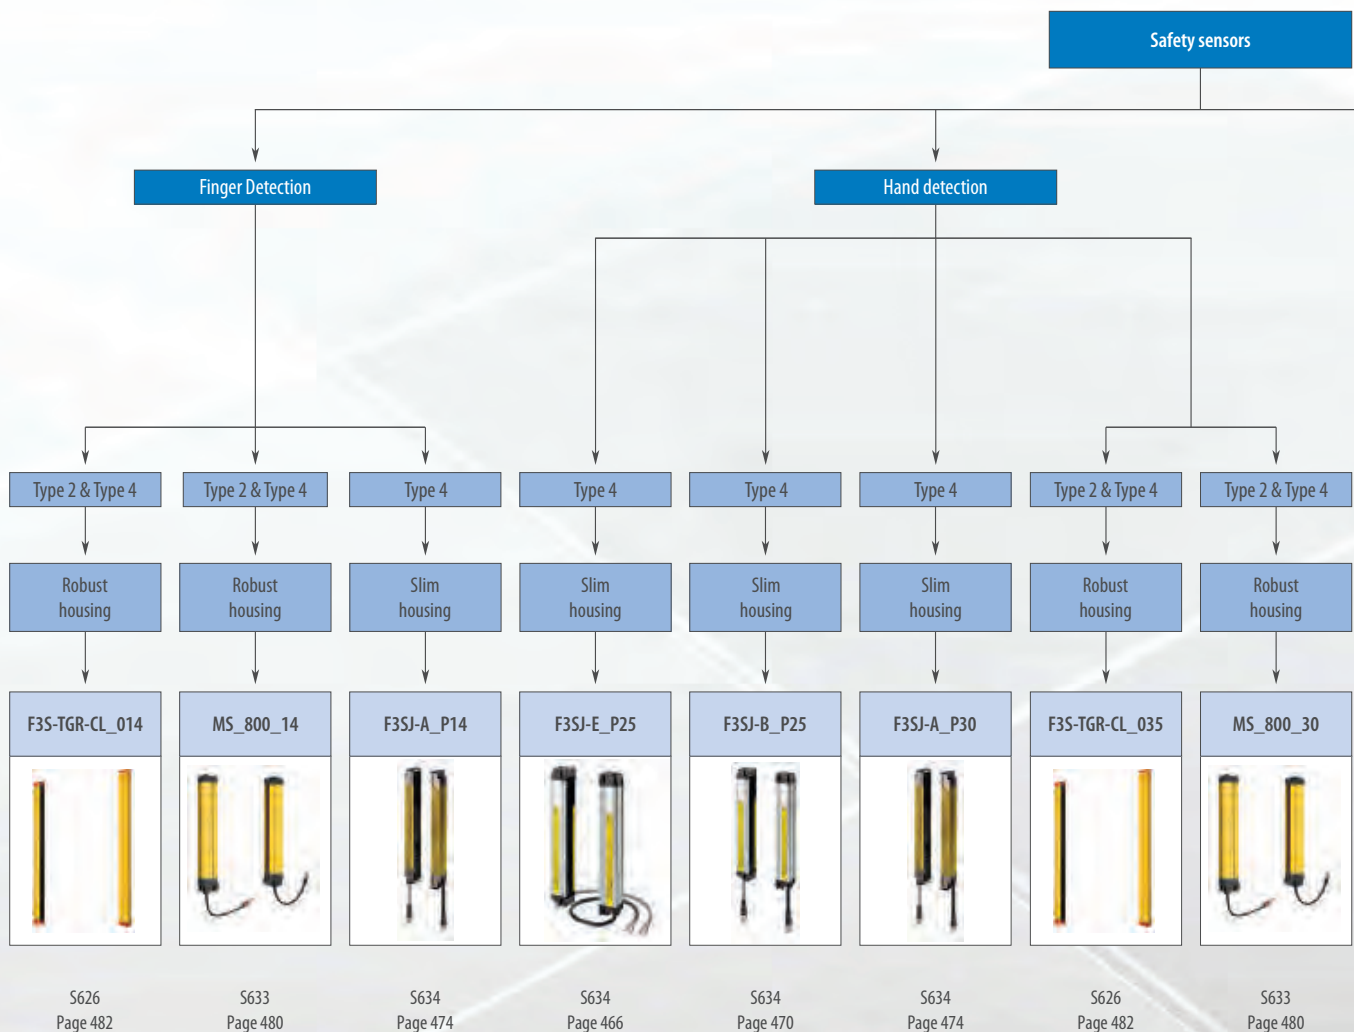 Safety sensors
Finger Detection
Hand detection
Type 2 & Type 4
Type 2 & Type 4
Type 4
Type 4
Type 4
Type 4
Type 2 & Type 4
Type 2 & Type 4
Robust
housing
Robust
housing
Slim
housing
Slim
housing
Slim
housing
Slim
housing
Robust
housing
Robust
housing
F3S-TGR-CL_014
MS_800_14
F3SJ-A_P14
F3SJ-E_P25
F3SJ-B_P25
F3SJ-A_P30
F3S-TGR-CL_035
MS_800_30
S626
Page 482
S633
Page 480
S634
Page 474
S634
Page 466
S634
Page 470
S634
Page 474
S626
Page 482
S633
Page 480